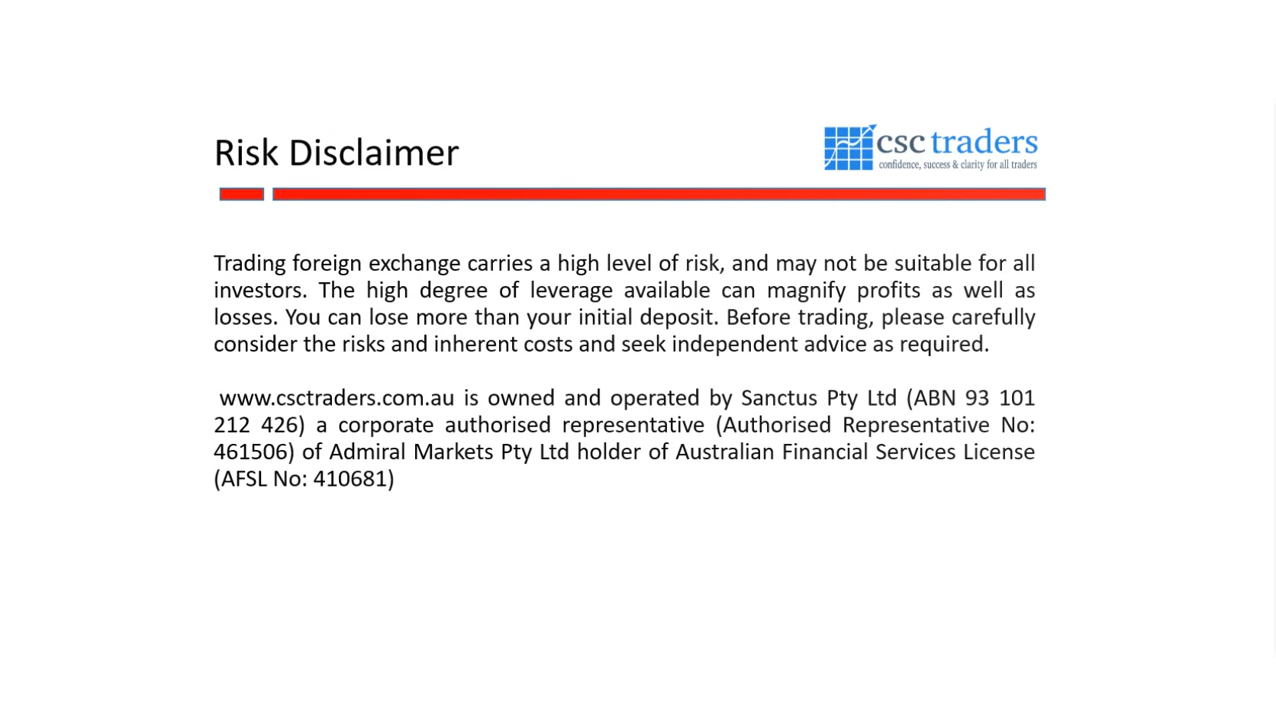 Risk Disclaimer
csc traders
confidence, success & clarity for all traders
Trading foreign exchange carries a high level of risk, and may not be suitable for all
investors. The high degree of leverage available can magnify profits as well as
losses. You can lose more than your initial deposit. Before trading, please carefully
consider the risks and inherent costs and seek independent advice as required.
www.csctraders.com.au is owned and operated by Sanctus Pty Ltd (ABN 93 101
212 426) a corporate authorised representative (Authorised Representative No:
461506) of Admiral Markets Pty Ltd holder of Australian Financial Services License
(AFSL No: 410681)